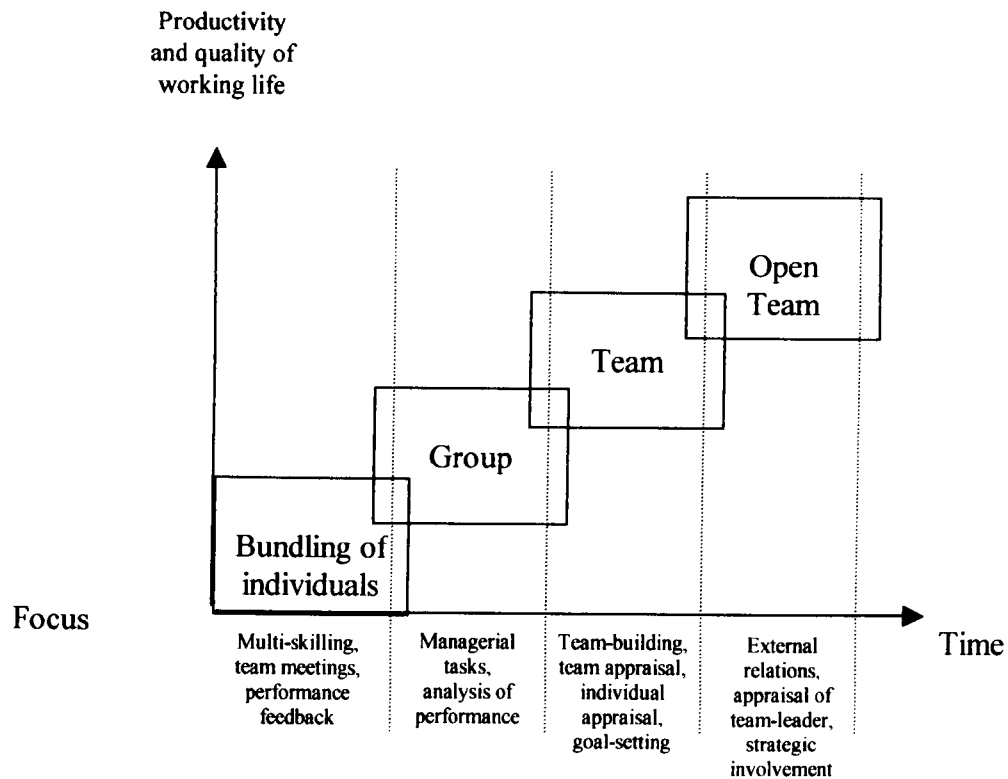 Productivity
and quality of
working life
Open
Team
Team
Group
Bundling of
individuals
Focus
Time
Multi-skilling,
team meetings,
performance
feedback
Managerial
tasks,
analysis of
performance
Team-building,
team appraisal,
individual
appraisal,
goal-setting
External
relations,
appraisal of
team-leader,
strategic
involvement